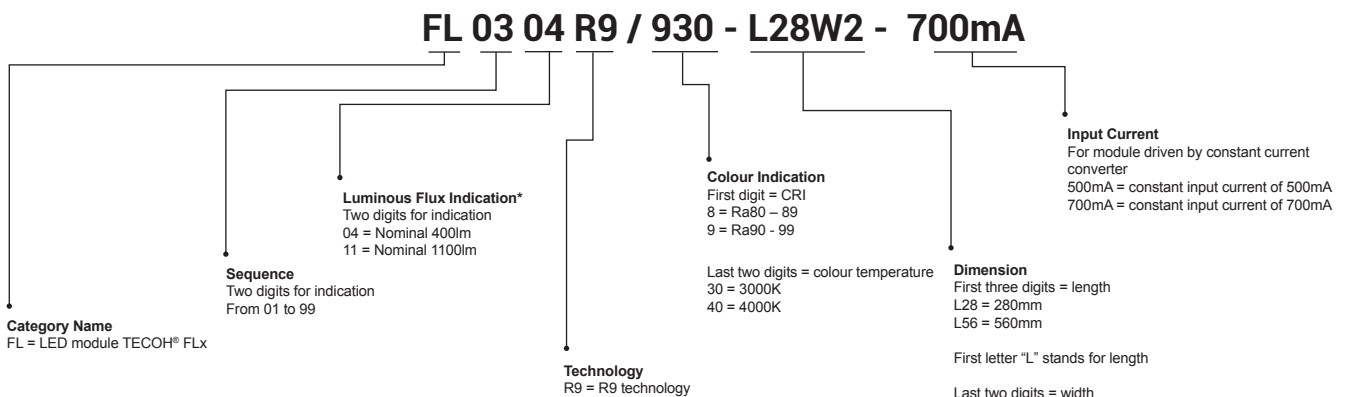 FL 03 04 R9 / 930 - L28W2 - 700mA
Input Current
For module driven by constant current
converter
500mA = constant input current of 500mA
700mA = constant input current of 700mA
Colour Indication
First digit = CRI
8 = Ra80 – 89
9 = Ra90 - 99
Last two digits = colour temperature
30 = 3000K
40 = 4000K
Luminous Flux Indication*
Two digits for indication
04 = Nominal 400lm
11 = Nominal 1100lm
Dimension
First three digits = length
L28 = 280mm
L56 = 560mm
First letter “L” stands for length
Last two digits = width
Sequence
Two digits for indication
From 01 to 99
Category Name
FL = LED module TECOH® FLx
Technology
R9 = R9 technology